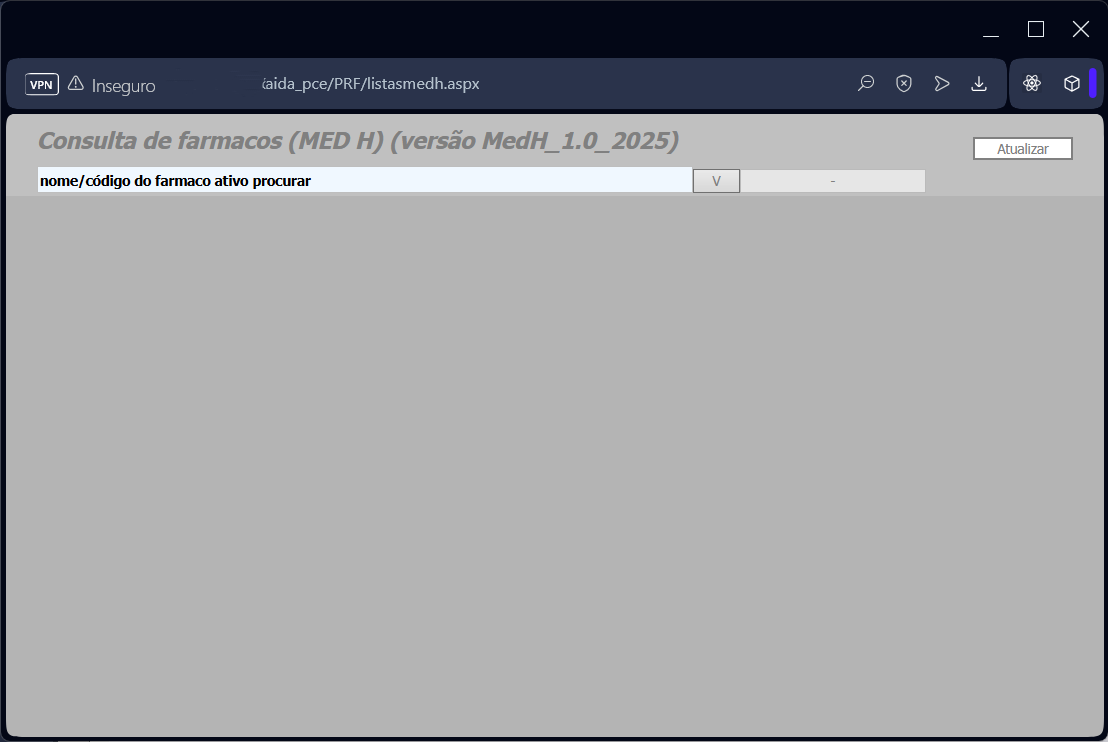 VPN Inseguro aida_pce/PRF/listasmedh.aspx
Consulta de farmacos (MED H) (versão MedH_1.0_2025)
Atualizar
nome/código do farmaco ativo procurar V -